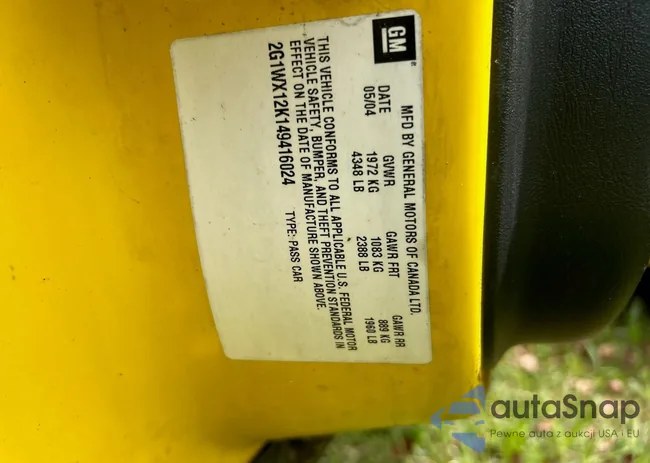 GM
MFD BY GENERAL MOTORS OF CANADA LTD.
DATE GVWR GAWR FRT GAWR RR
05/04 1972 KG 1083 KG 889 KG
4348 LB 2388 LB 1960 LB
THIS VEHICLE CONFORMS TO ALL APPLICABLE U.S. FEDERAL MOTOR
VEHICLE SAFETY, BUMPER, AND THEFT PREVENTION STANDARDS IN
EFFECT ON THE DATE OF MANUFACTURE SHOWN ABOVE.
2G1WX12K149416024 TYPE: PASS CAR
autaSnap
Pewne auta z aukcji USA i EU